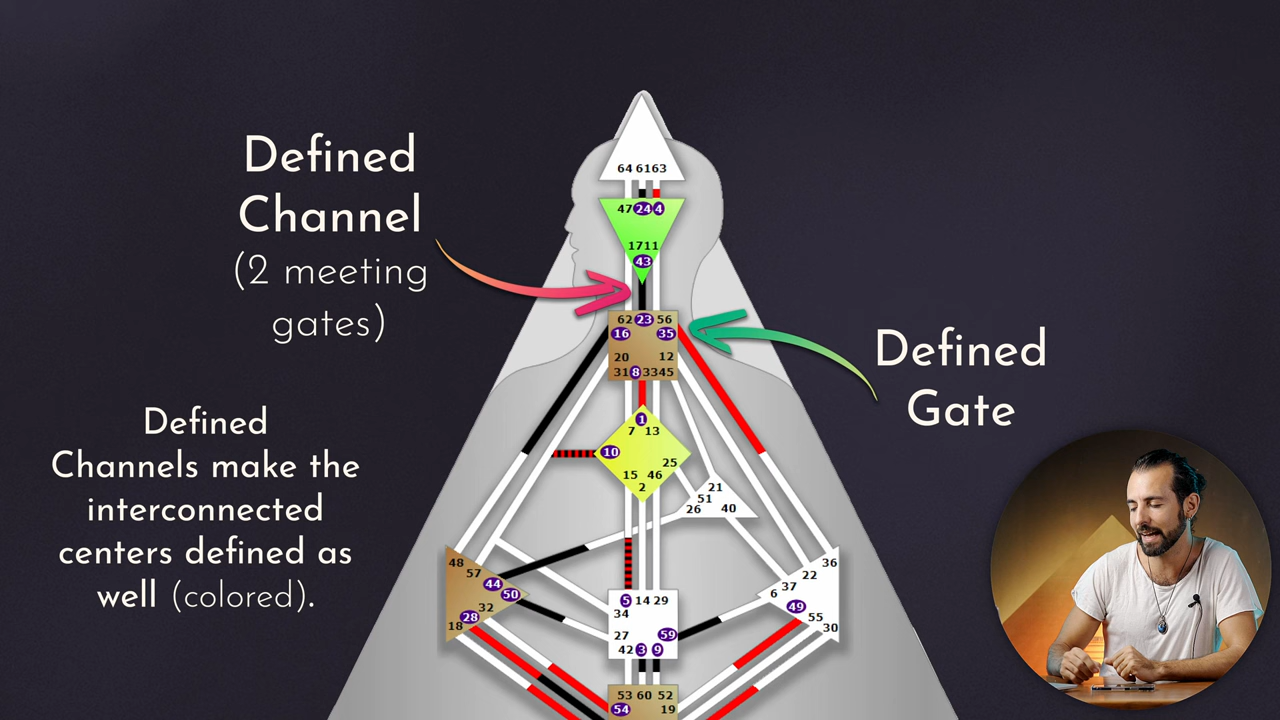 Defined
Channel
(2 meeting
gates)
Defined
Gate
Defined
Channels make the
interconnected
centers defined as
well (colored).
64 61 63
47 24 4
17 11
43
62 23 56
16 35
20 12
31 8 33 45
1
7 13
10
25
15 46
2
21
51
26 40
48
57
44
50
32
28
18
5 14 29
34
27 59
42 3 9
36
22
37
6
49
55
30
53 60 52
54 19